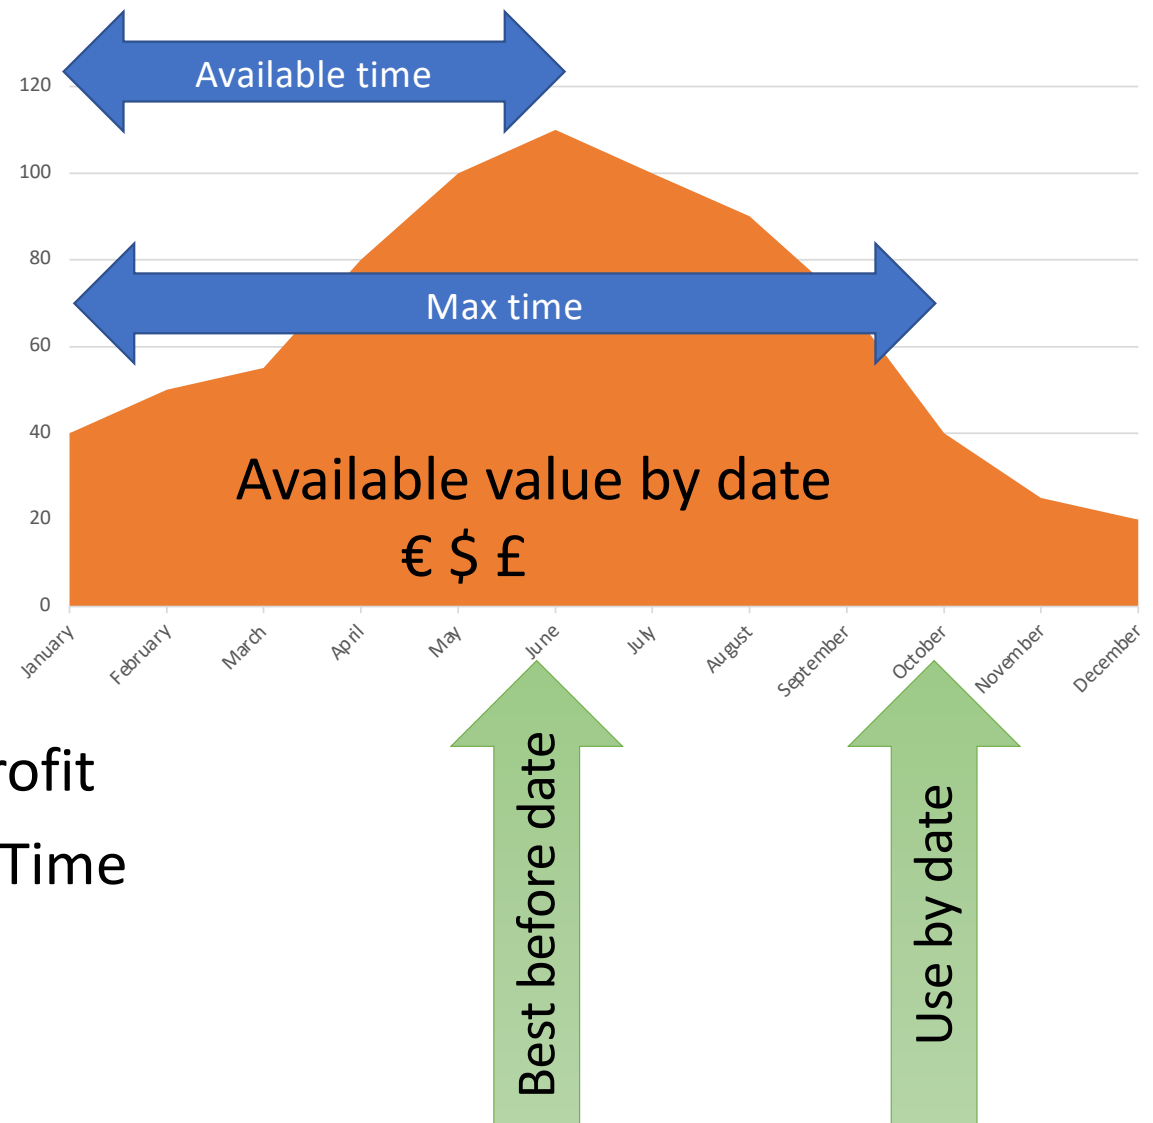 Available time
120
100
80
Max time
60
40
Available value by date
€ $ £
20
0
January
February
March
April
May
June
July
August
September
October
November
December
rofit
Time
Best before date
Use by date